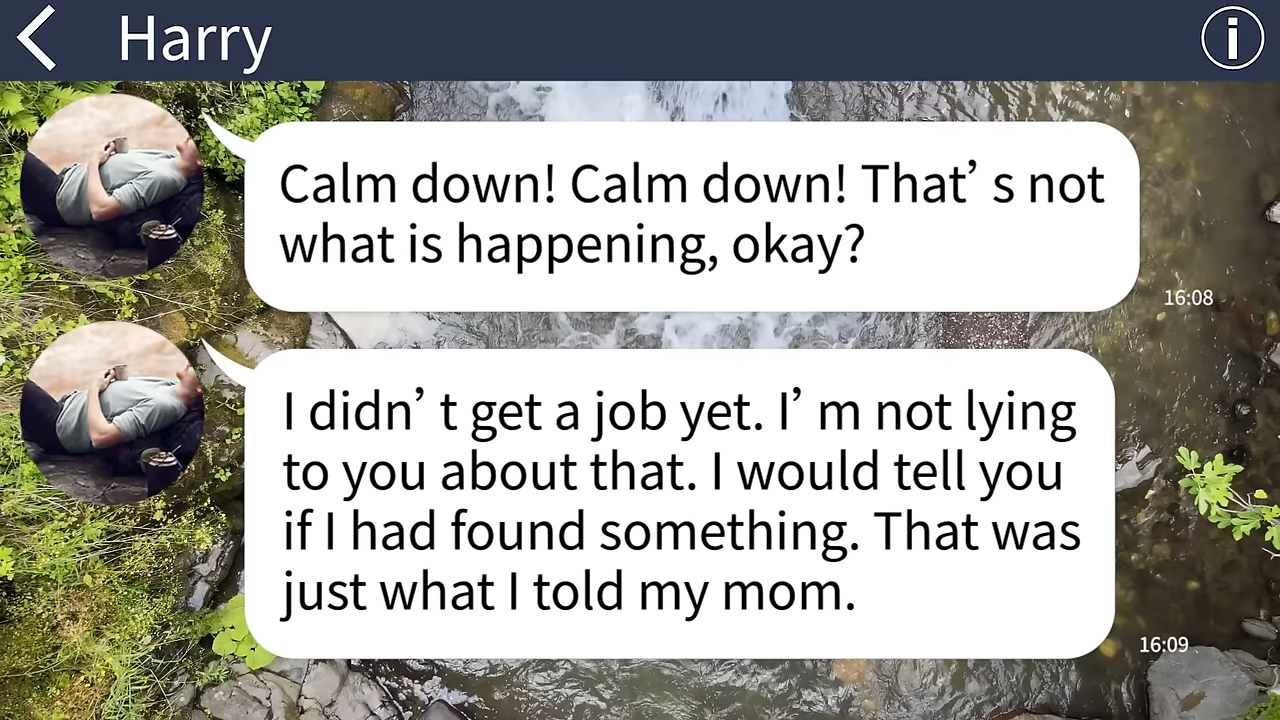 Harry
Calm down! Calm down! That’s not
what is happening, okay?
16:08
I didn’t get a job yet. I’m not lying
to you about that. I would tell you
if I had found something. That was
just what I told my mom.
16:09